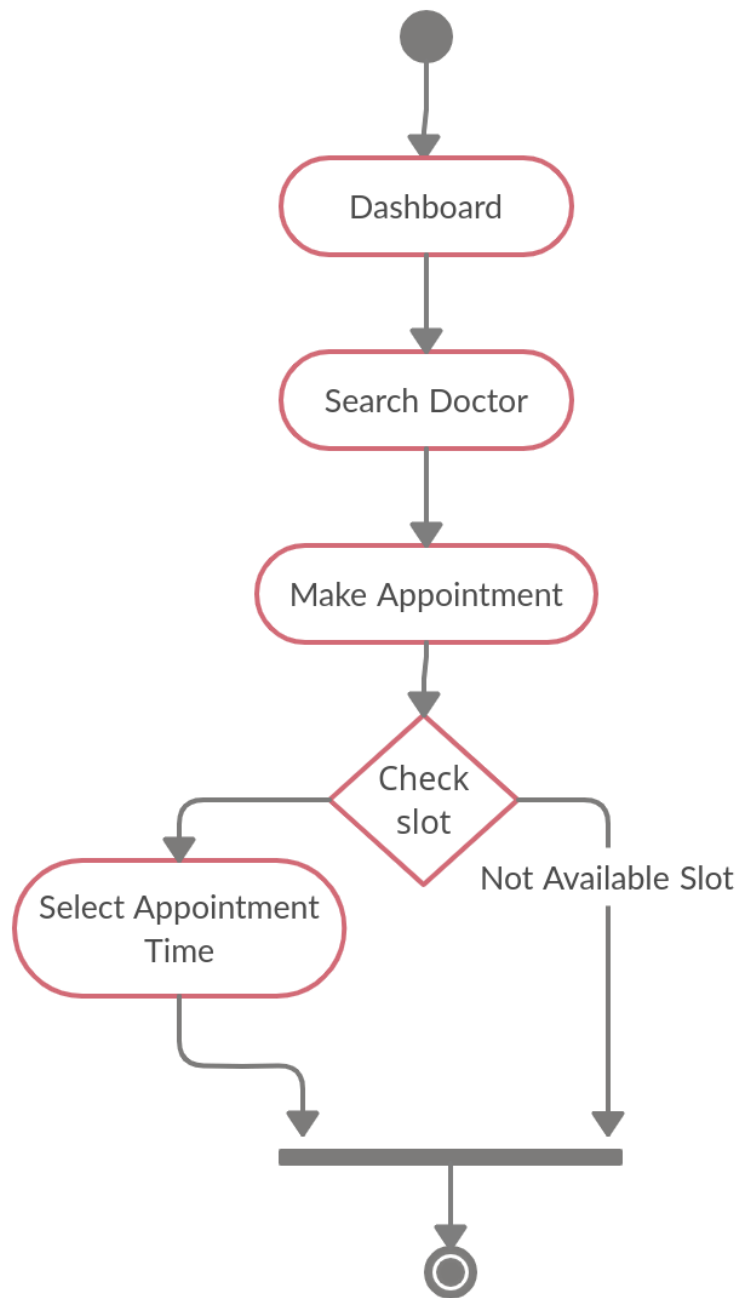 Dashboard
Search Doctor
Make Appointment
Check
slot
Not Available Slot
Select Appointment
Time